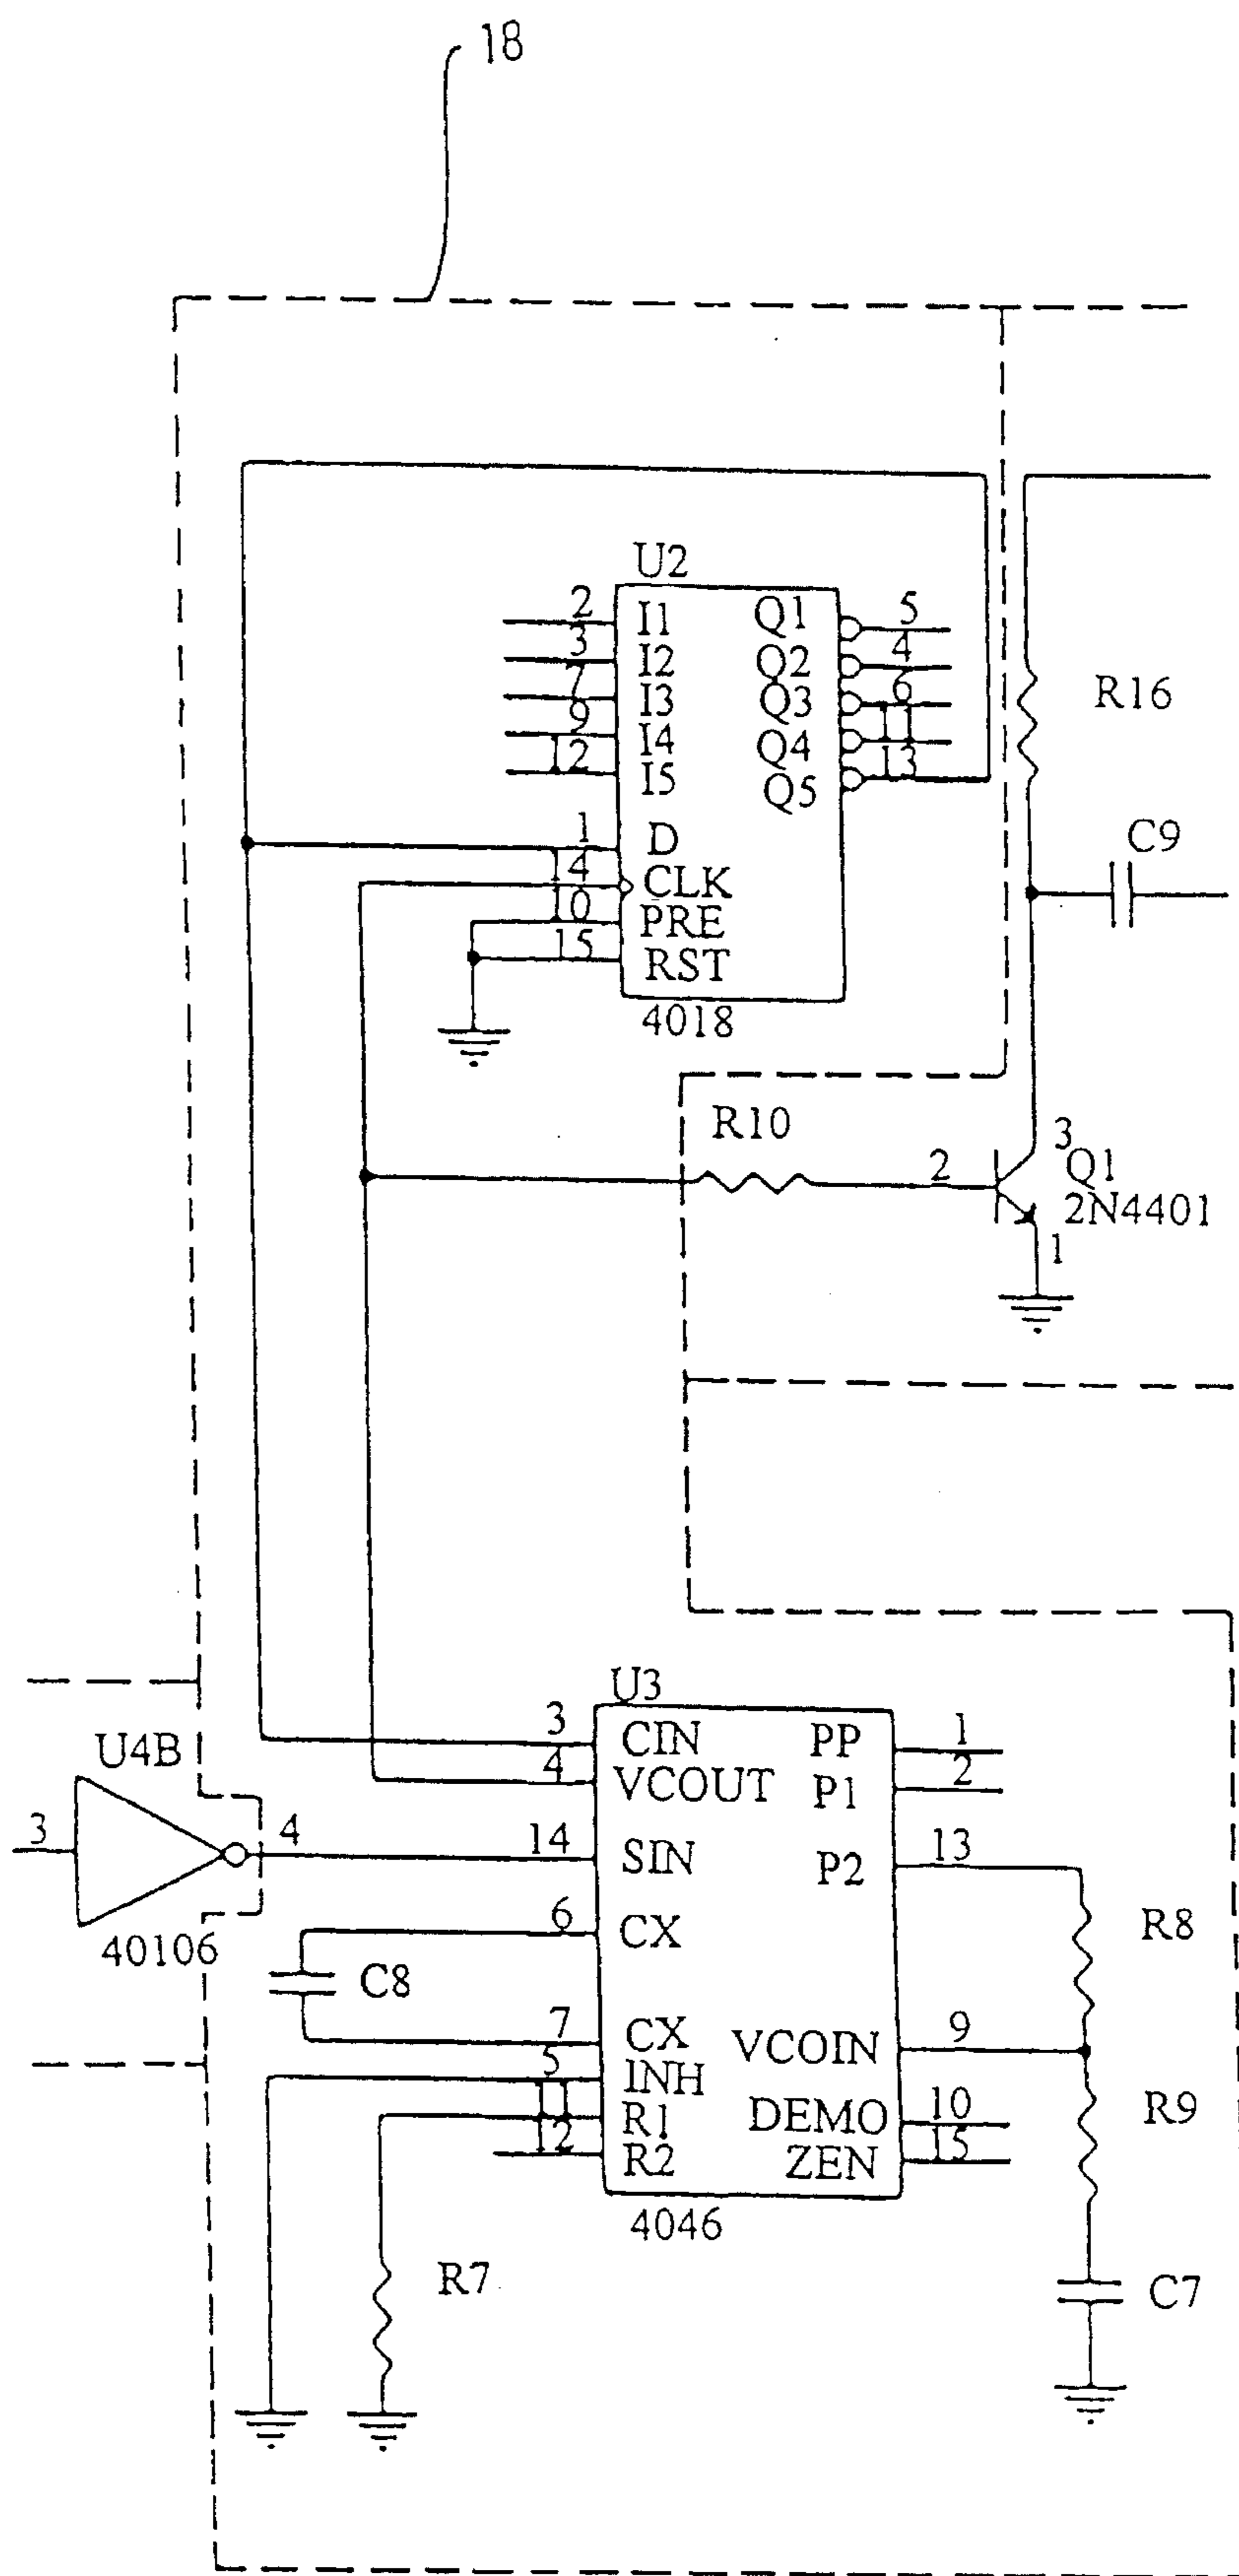 18
U2
2 I1 Q1 5
3 I2 Q2 4
7 I3 Q3 6
9 I4 Q4 11
12 I5 Q5 13
R16
1 D
14 CLK
10 PRE
15 RST
4018
C9
R10
2
3
Q1
2N4401
1
U3
3 CIN PP 1
4 VCOUT P1 2
U4B
3
4
14 SIN P2 13
40106
6 CX
R8
C8
7 CX VCOIN 9
5 INH
11 R1 DEMO 10
12 R2 ZEN 15
R9
4046
R7
C7